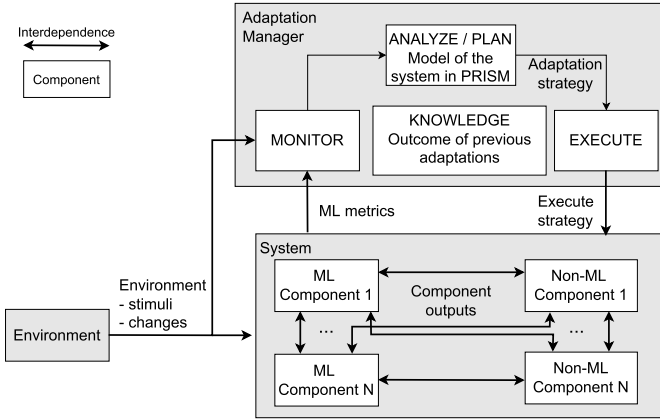 Interdependence
Component
Adaptation
Manager
ANALYZE / PLAN
Model of the
system in PRISM
Adaptation
strategy
MONITOR
KNOWLEDGE
Outcome of previous
adaptations
EXECUTE
ML metrics
Execute
strategy
System
Environment
- stimuli
- changes
Environment
ML
Component 1
Non-ML
Component 1
Component
outputs
...
...
ML
Component N
Non-ML
Component N